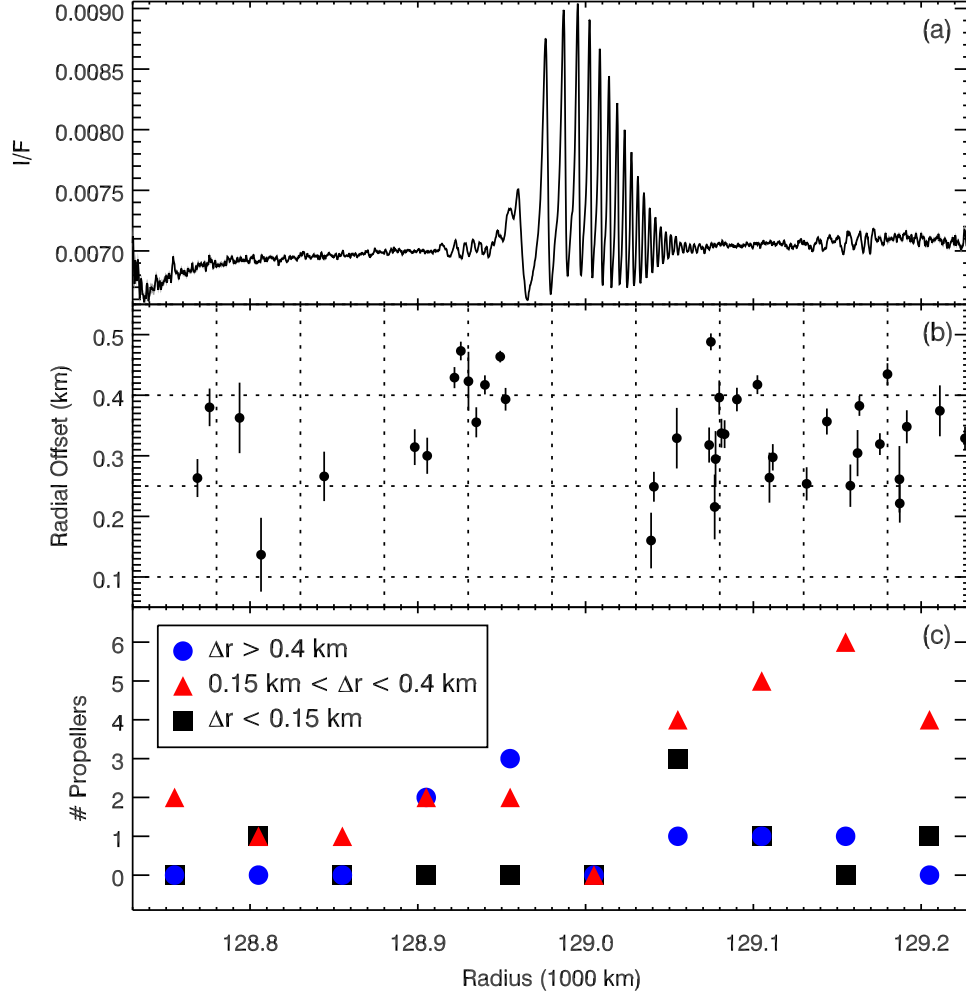 (a)
0.0090
0.0085
0.0080
0.0075
0.0070
I/F
(b)
0.5
0.4
0.3
0.2
0.1
Radial Offset (km)
(c)
Δr > 0.4 km
0.15 km < Δr < 0.4 km
Δr < 0.15 km
6
5
4
3
2
1
0
# Propellers
128.8 128.9 129.0 129.1 129.2
Radius (1000 km)